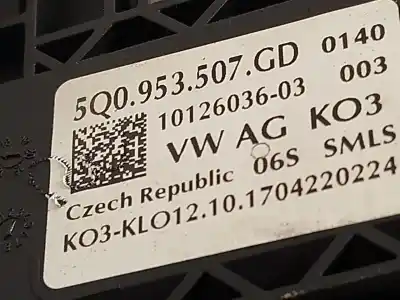 5Q0.953.507.GD 0140
10126036-03 003
VW AG KO3
Czech Republic 06S SMLS
KO3-KLO12.10.1704220224